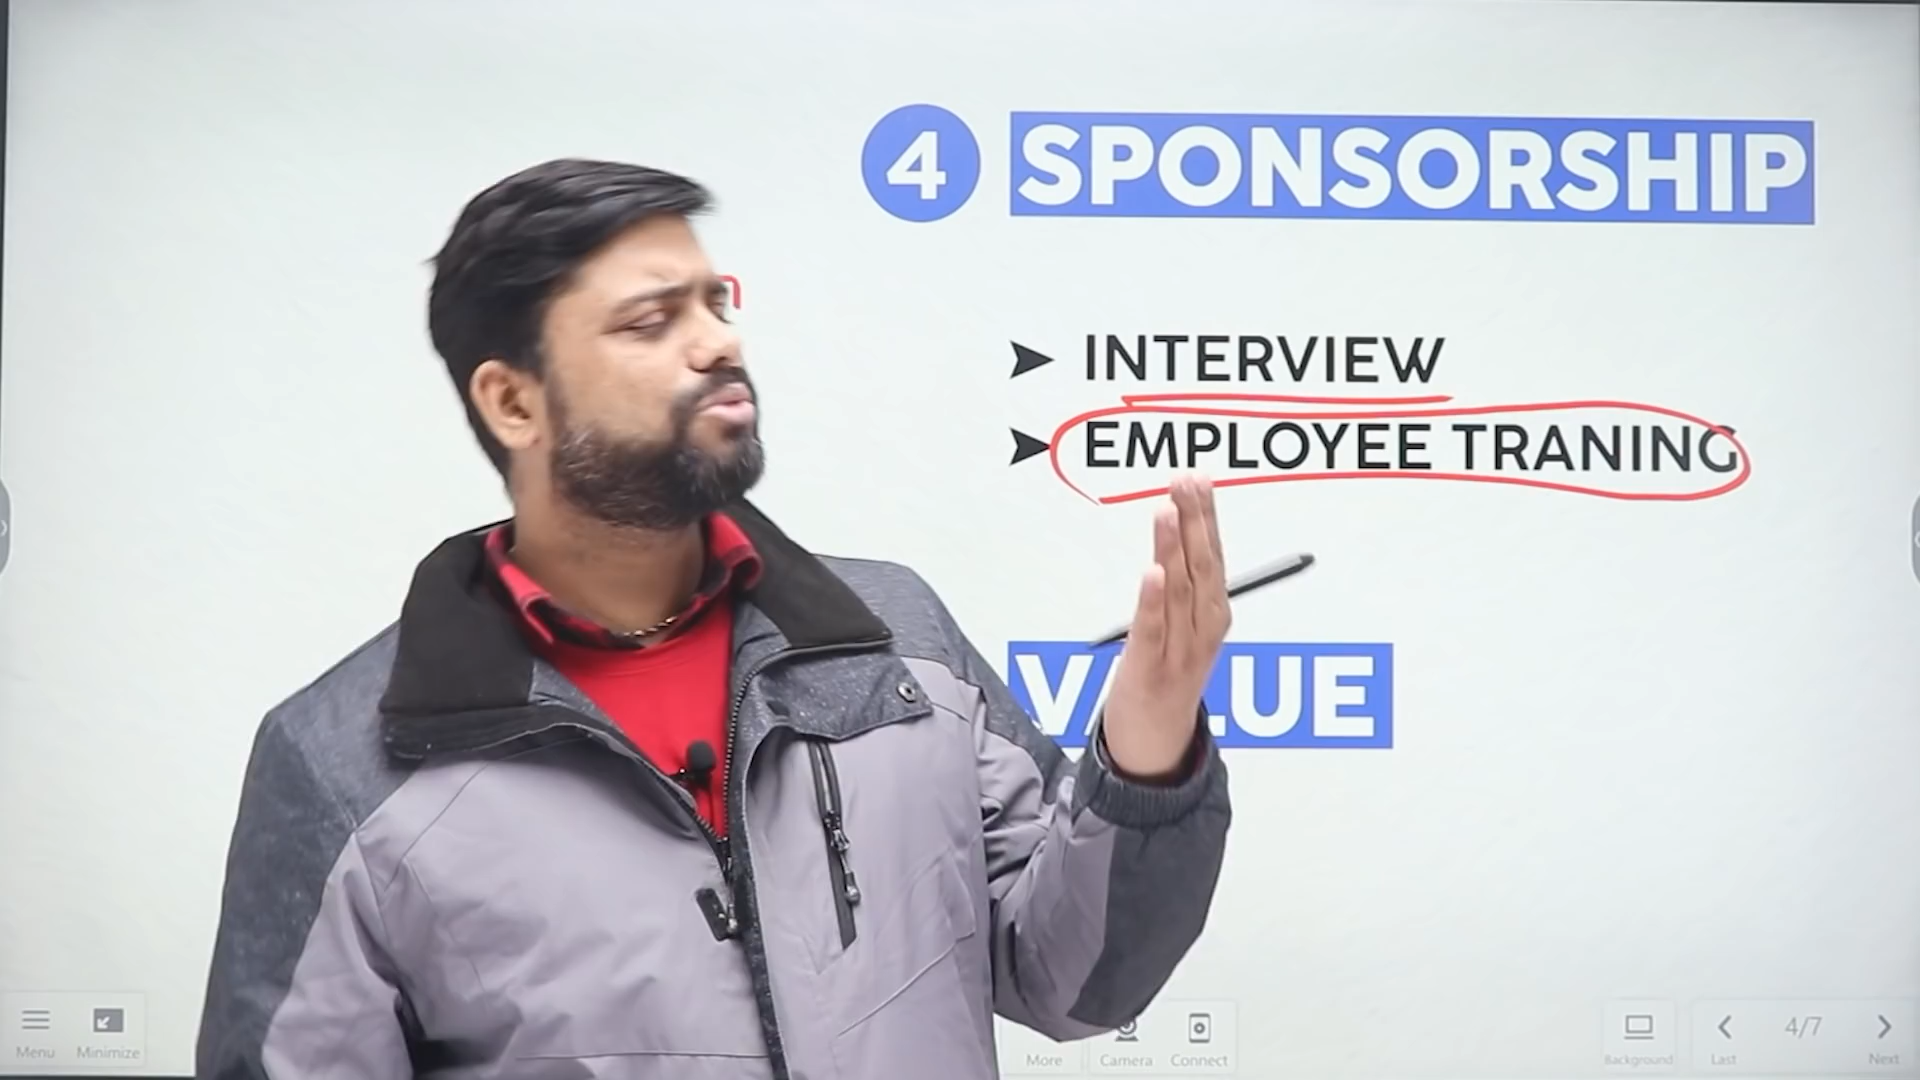 4 SPONSORSHIP
➤ INTERVIEW
➤ EMPLOYEE TRANING
Menu
Minimize
More
Camera
Connect
Background
Last
4/7
Next